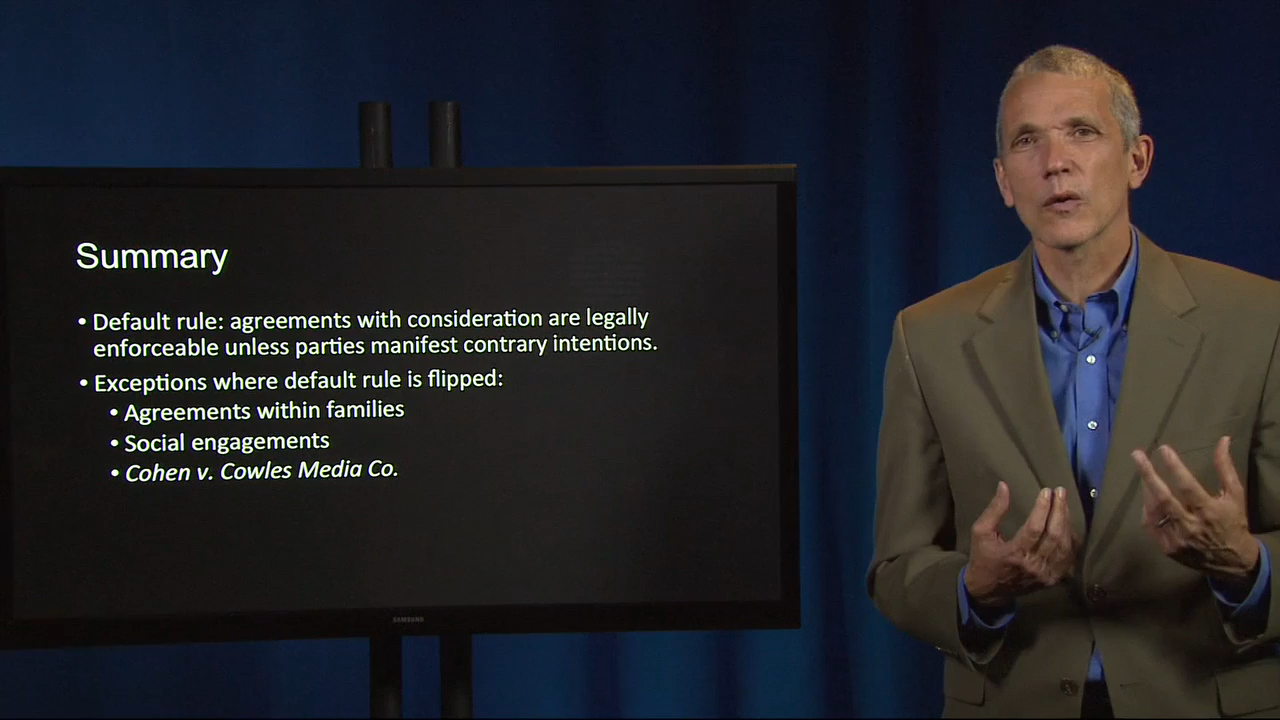 Summary
• Default rule: agreements with consideration are legally
enforceable unless parties manifest contrary intentions.
• Exceptions where default rule is flipped:
• Agreements within families
• Social engagements
• Cohen v. Cowles Media Co.
SAMSUNG